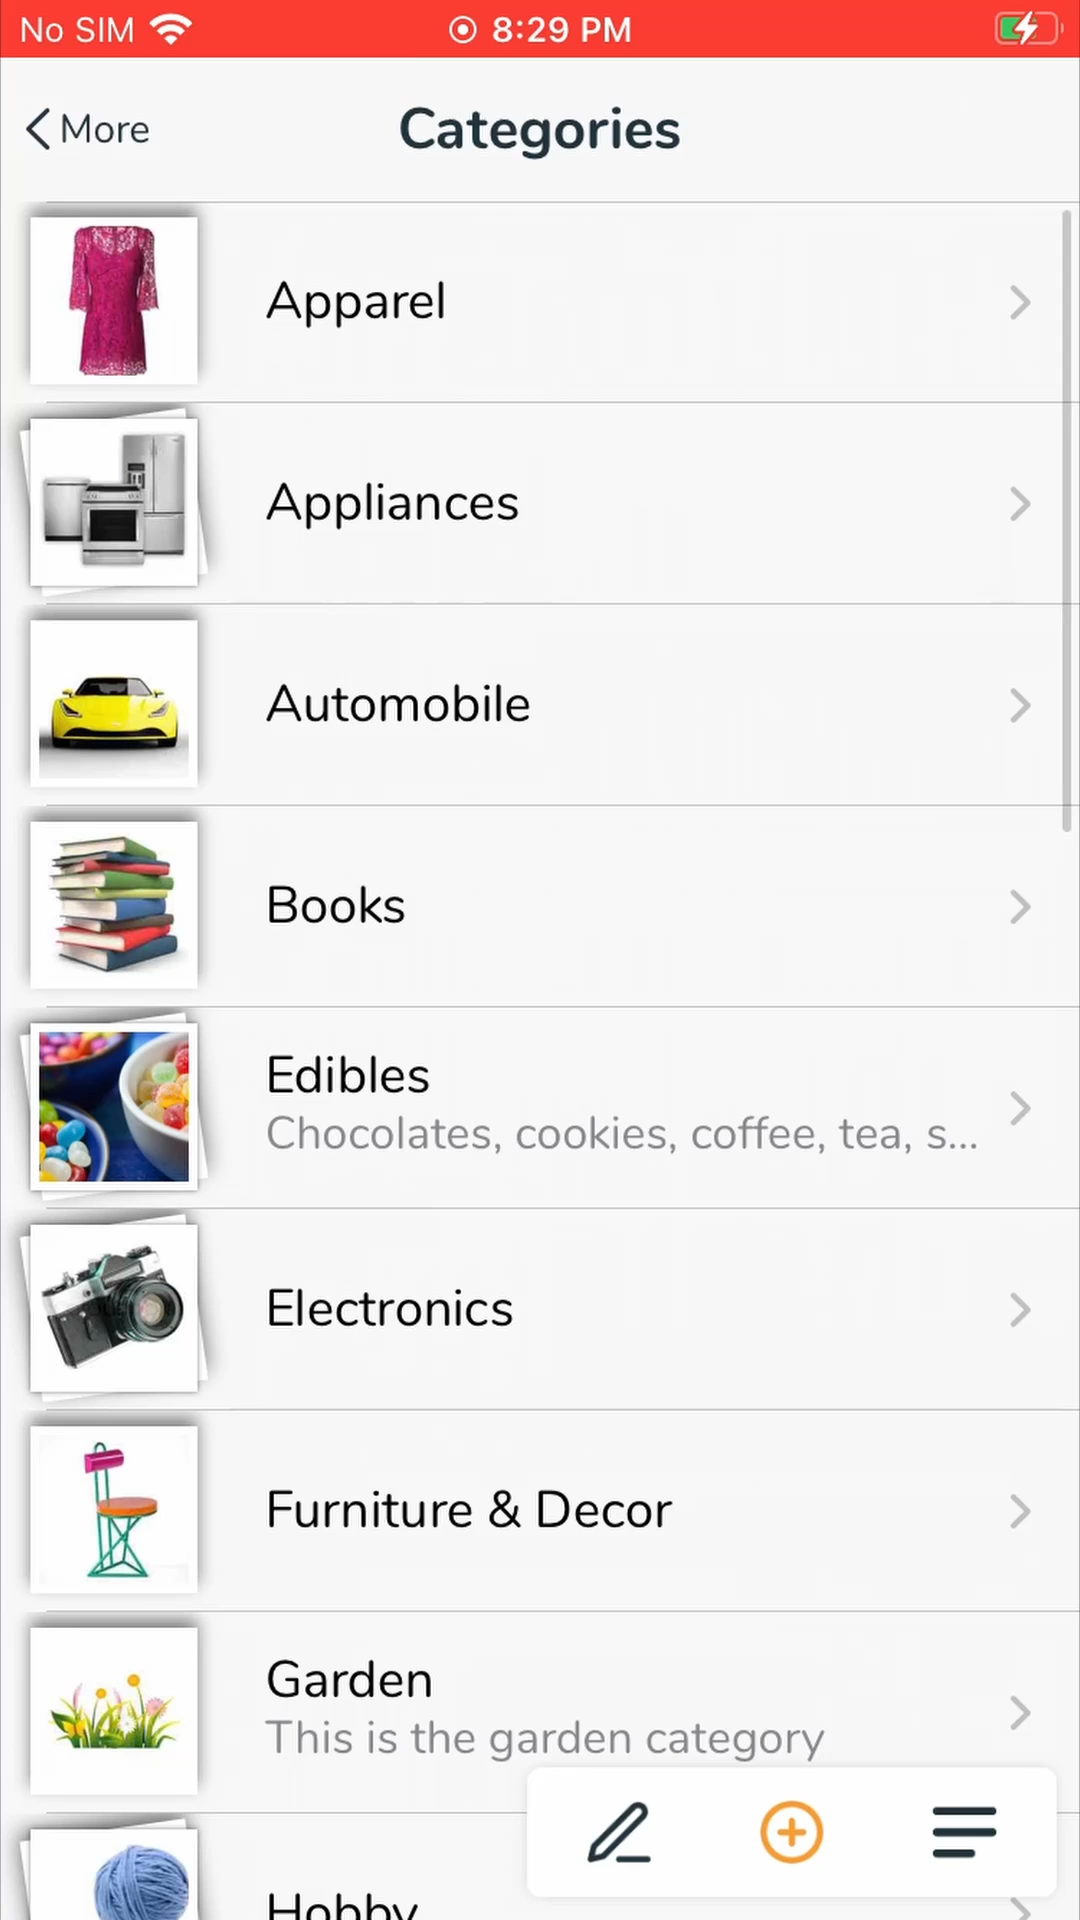 No SIM 8:29 PM
More Categories
Apparel
Appliances
Automobile
Books
Edibles
Chocolates, cookies, coffee, tea, s...
Electronics
Furniture & Decor
Garden
This is the garden category
Hobby